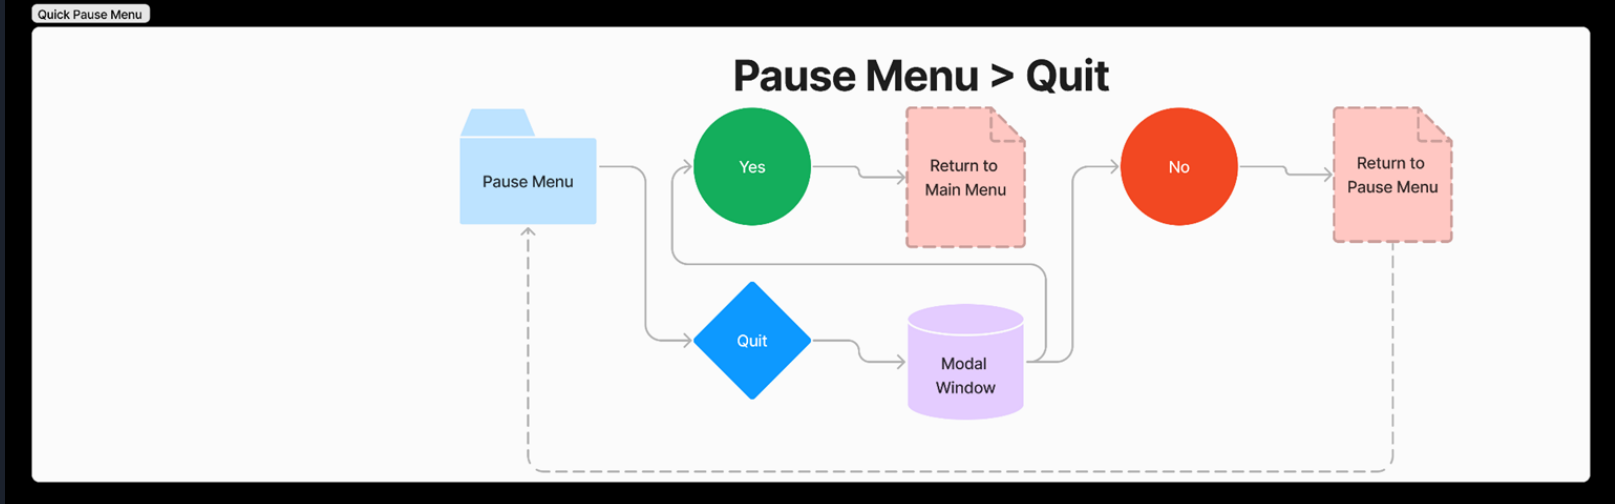 Quick Pause Menu
Pause Menu > Quit
Pause Menu
Yes
Return to
Main Menu
No
Return to
Pause Menu
Quit
Modal
Window